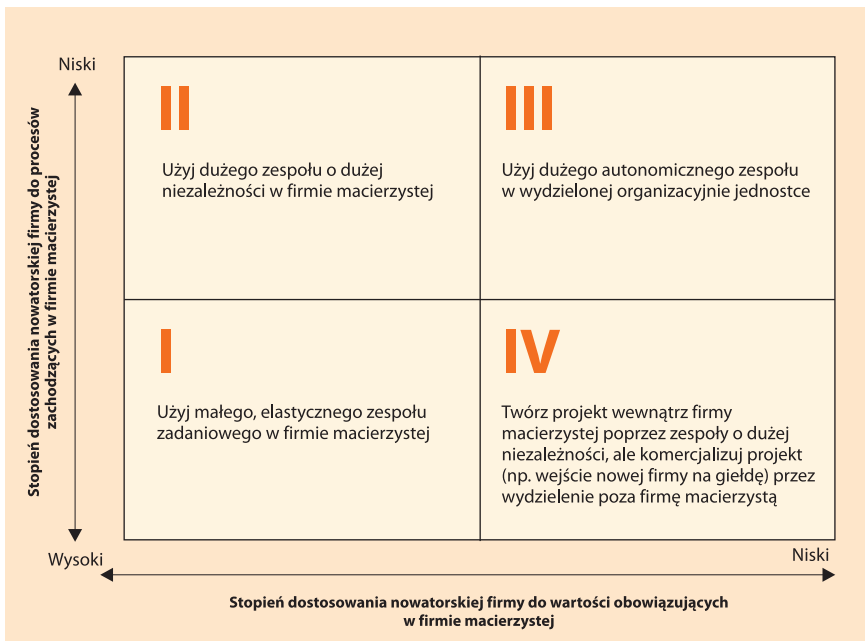 Niski
Stopień dostosowania nowatorskiej firmy do procesów
zachodzących w firmie macierzystej
II
Użyj dużego zespołu o dużej
niezależności w firmie macierzystej
III
Użyj dużego autonomicznego zespołu
w wydzielonej organizacyjnie jednostce
I
Użyj małego, elastycznego zespołu
zadaniowego w firmie macierzystej
IV
Twórz projekt wewnątrz firmy
macierzystej poprzez zespoły o dużej
niezależności, ale komercjalizuj projekt
(np. wejście nowej firmy na giełdę) przez
wydzielenie poza firmę macierzystą
Wysoki
Niski
Stopień dostosowania nowatorskiej firmy do wartości obowiązujących
w firmie macierzystej